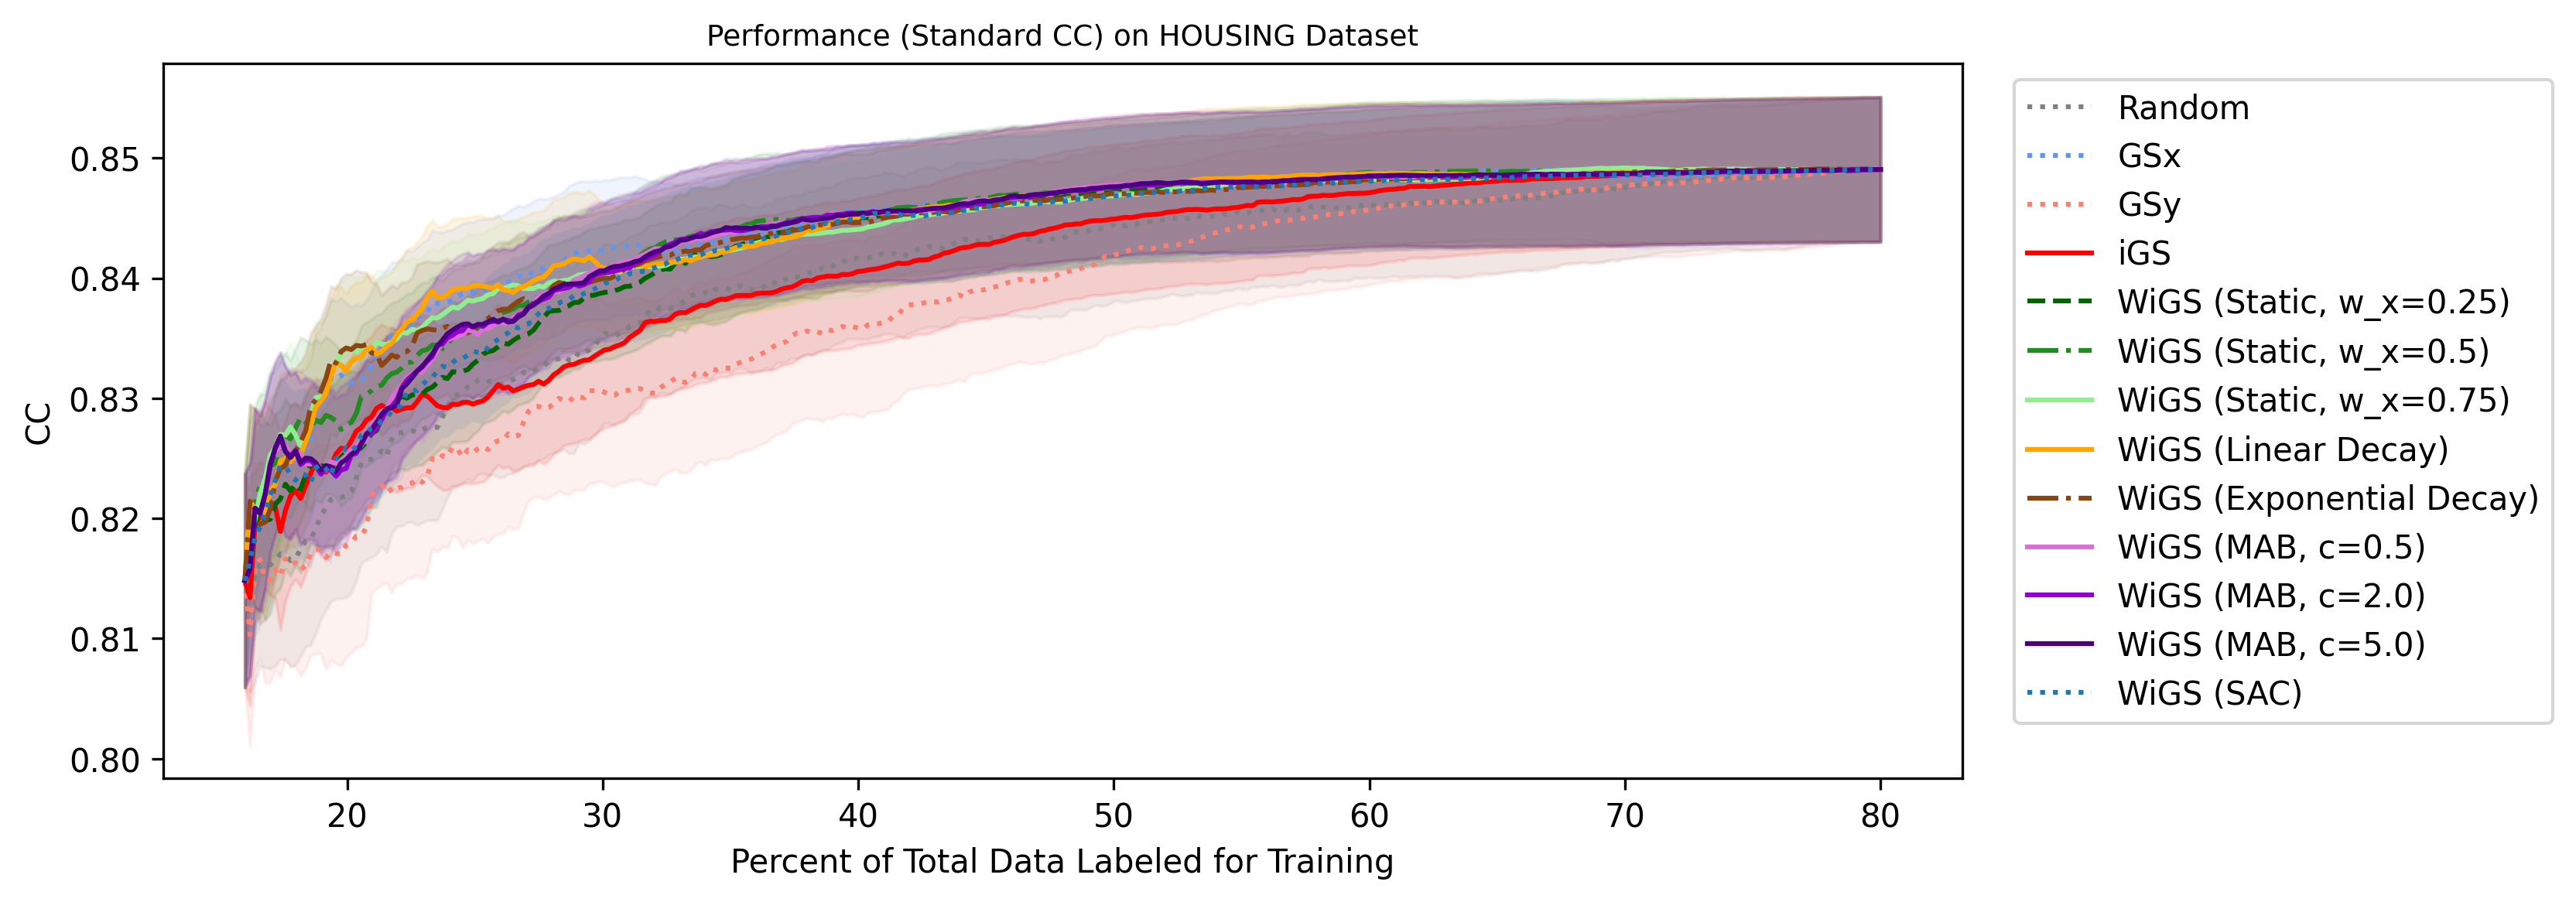 Performance (Standard CC) on HOUSING Dataset
CC
0.85
0.84
0.83
0.82
0.81
0.80
20 30 40 50 60 70 80
Percent of Total Data Labeled for Training
Random
GSx
GSy
iGS
WiGS (Static, w_x=0.25)
WiGS (Static, w_x=0.5)
WiGS (Static, w_x=0.75)
WiGS (Linear Decay)
WiGS (Exponential Decay)
WiGS (MAB, c=0.5)
WiGS (MAB, c=2.0)
WiGS (MAB, c=5.0)
WiGS (SAC)